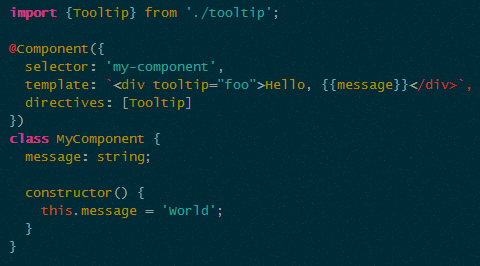 import {Tooltip} from './tooltip';

@Component({
  selector: 'my-component',
  template: `<div tooltip="foo">Hello, {{message}}</div>`,
  directives: [Tooltip]
})
class MyComponent {
  message: string;

  constructor() {
    this.message = 'World';
  }
}